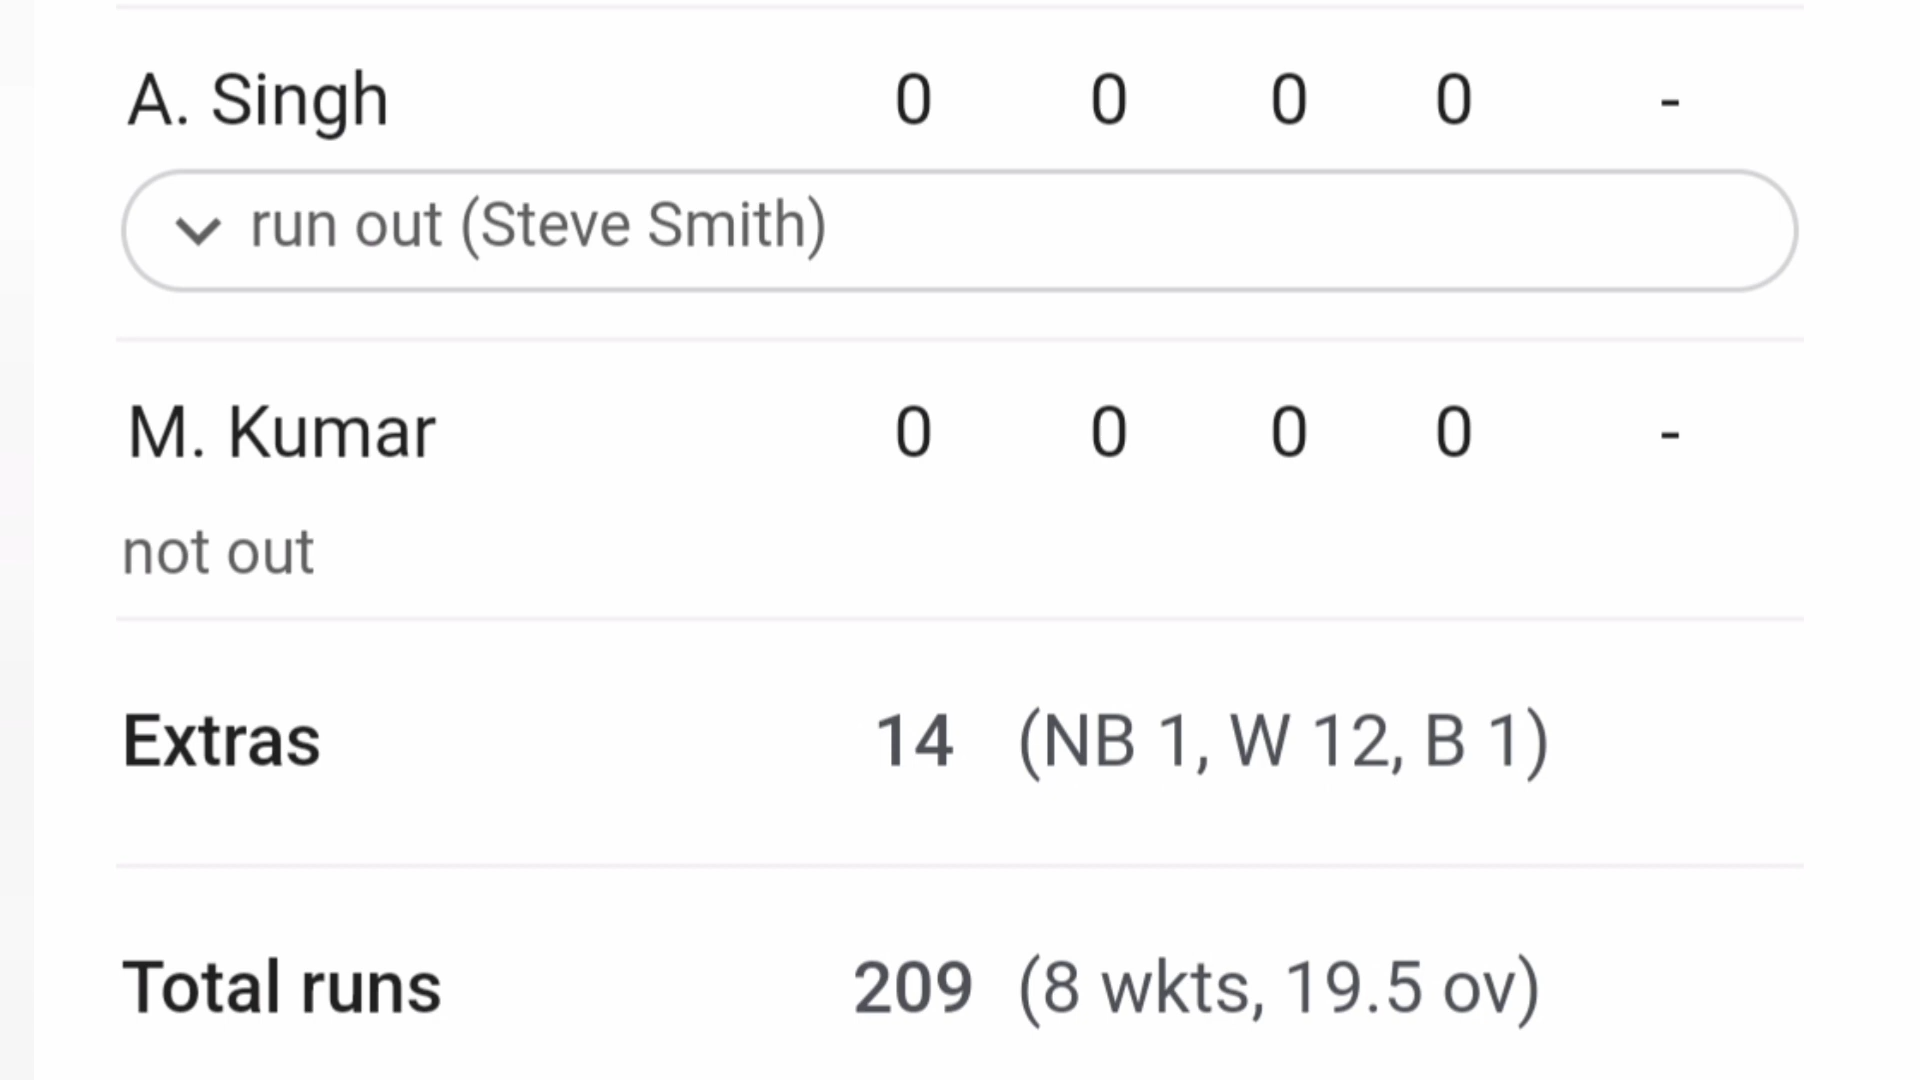 A. Singh 0 0 0 0 -
run out (Steve Smith)
M. Kumar 0 0 0 0 -
not out
Extras 14 (NB 1, W 12, B 1)
Total runs 209 (8 wkts, 19.5 ov)